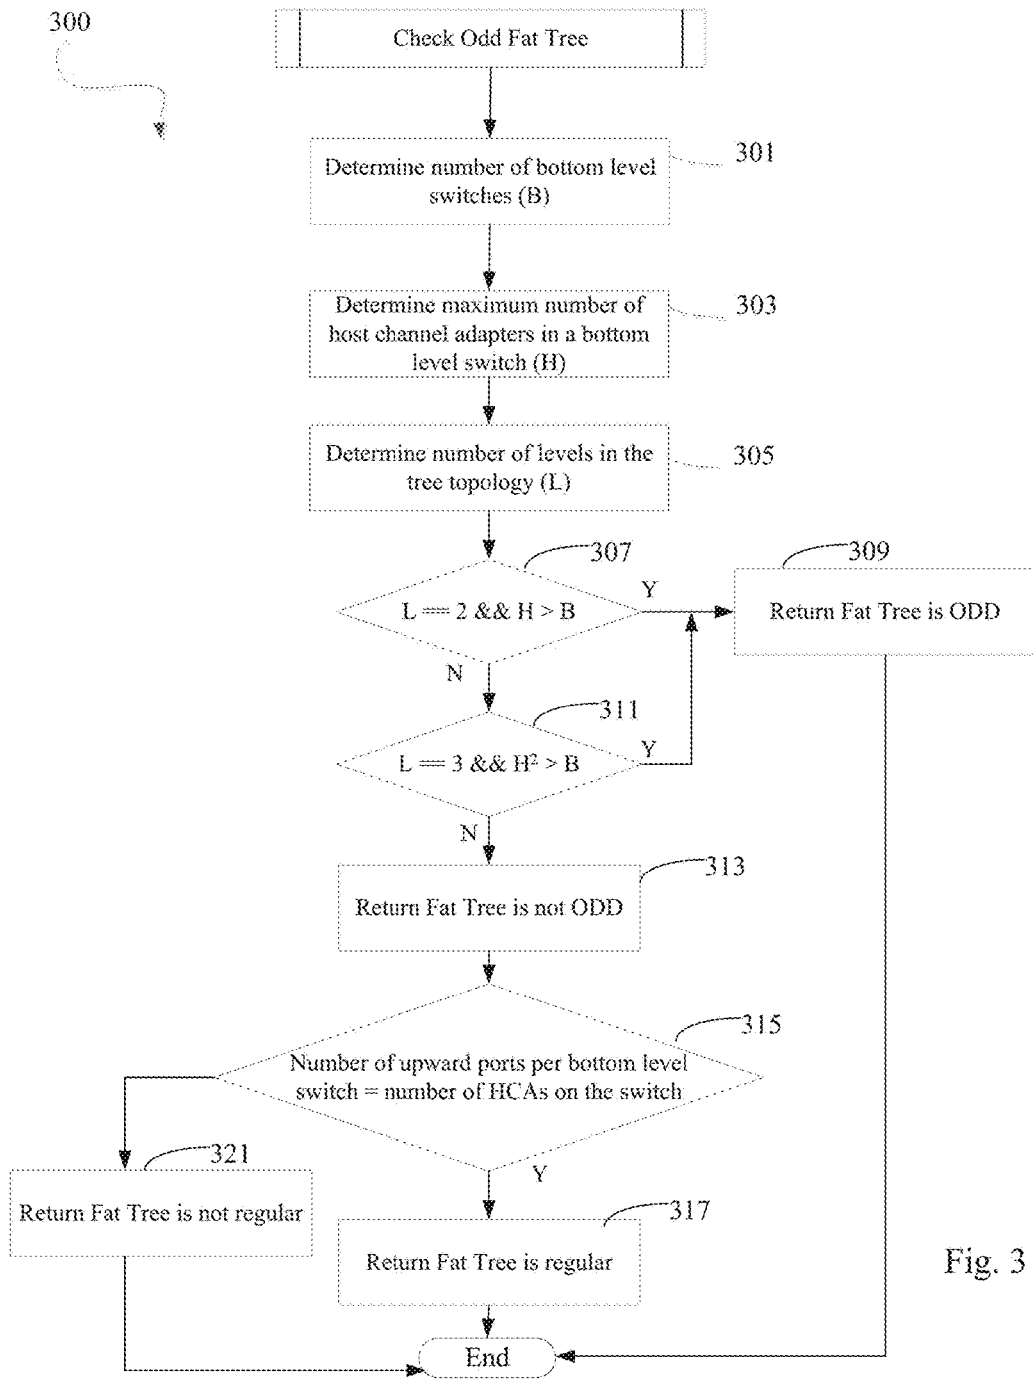 300
Check Odd Fat Tree
301
Determine number of bottom level
switches (B)
303
Determine maximum number of
host channel adapters in a bottom
level switch (H)
305
Determine number of levels in the
tree topology (L)
307
L == 2 && H > B
Y
309
Return Fat Tree is ODD
N
311
L == 3 && H² > B
Y
N
313
Return Fat Tree is not ODD
315
Number of upward ports per bottom level
switch = number of HCAs on the switch
321
Return Fat Tree is not regular
Y
317
Return Fat Tree is regular
Fig. 3
End